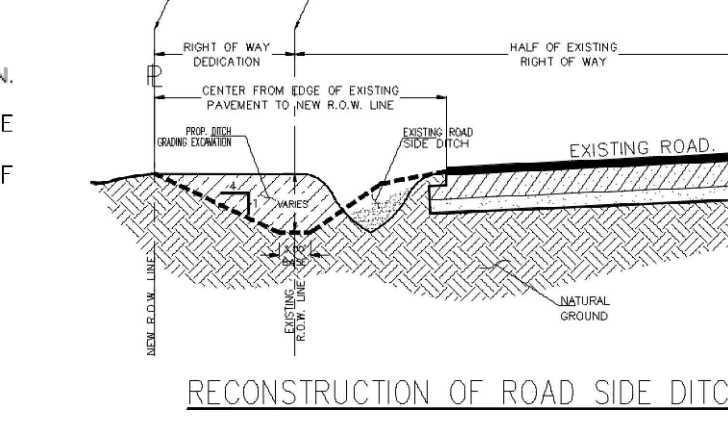 N.
E
F
RIGHT OF WAY
DEDICATION
HALF OF EXISTING
RIGHT OF WAY
PL
CENTER FROM EDGE OF EXISTING
PAVEMENT TO NEW R.O.W. LINE
PROP. DITCH
GRADING EXCAVATION
EXISTING ROAD
SIDE DITCH
EXISTING ROAD.
4
1
VARIES
BASE
NEW R.O.W. LINE
EXISTING
R.O.W. LINE
NATURAL
GROUND
RECONSTRUCTION OF ROAD SIDE DITC